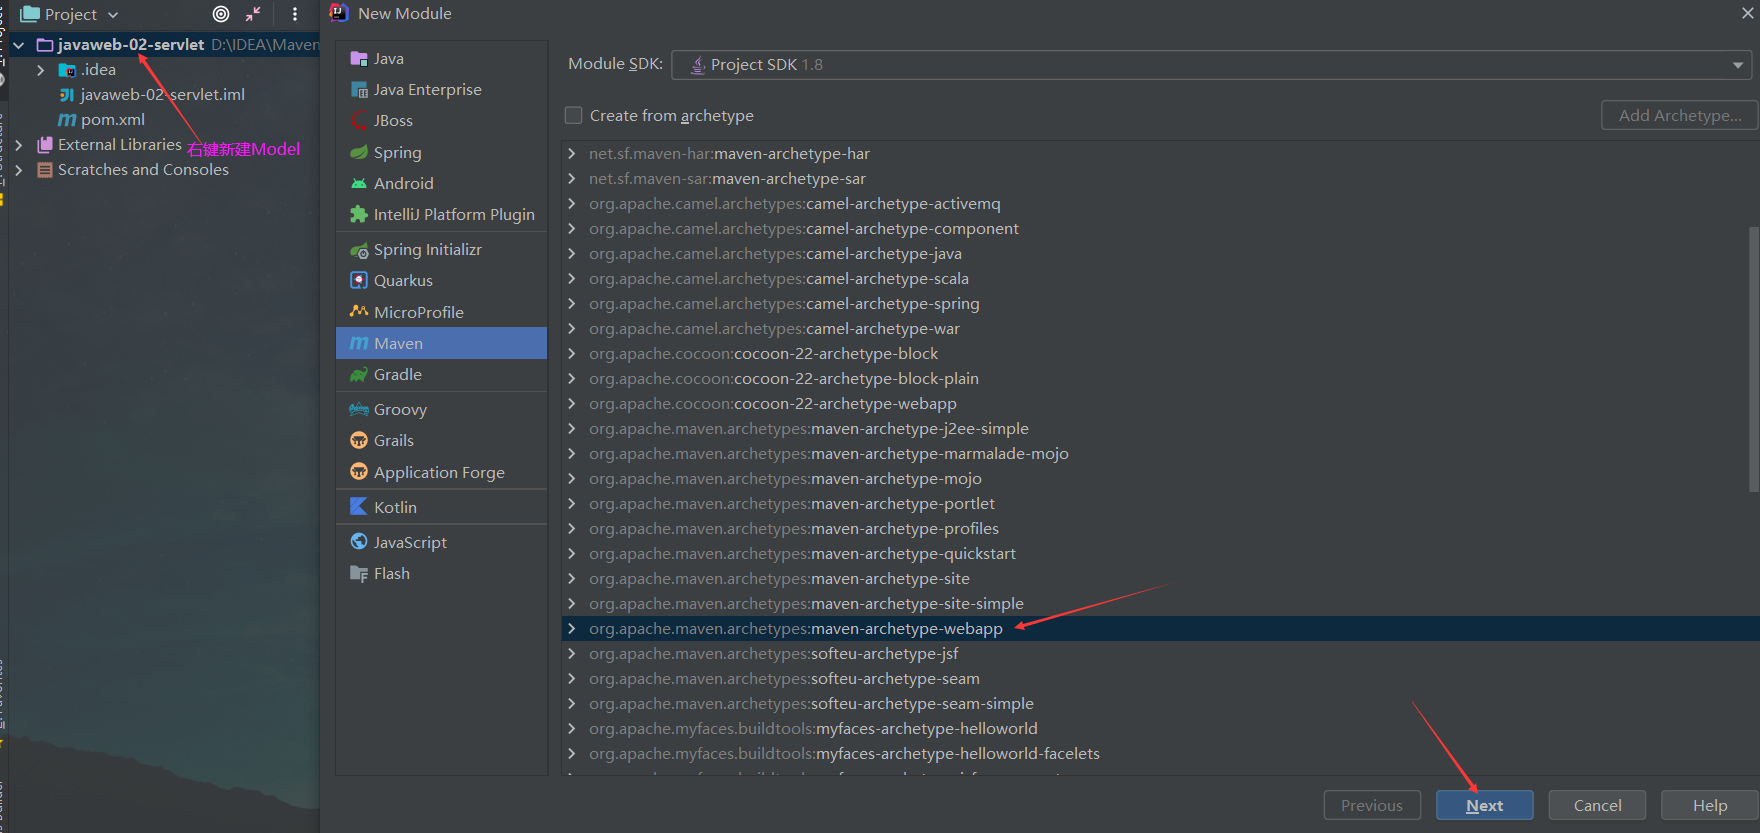 Project
New Module
javaweb-02-servlet D:\IDEA\Maven
.idea
javaweb-02-servlet.iml
pom.xml
External Libraries
右键新建Model
Scratches and Consoles
Java
Java Enterprise
JBoss
Spring
Android
IntelliJ Platform Plugin
Spring Initializr
Quarkus
MicroProfile
Maven
Gradle
Groovy
Grails
Application Forge
Kotlin
JavaScript
Flash
Module SDK:
Project SDK 1.8
Create from archetype
Add Archetype...
net.sf.maven-har:maven-archetype-har
net.sf.maven-sar:maven-archetype-sar
org.apache.camel.archetypes:camel-archetype-activemq
org.apache.camel.archetypes:camel-archetype-component
org.apache.camel.archetypes:camel-archetype-java
org.apache.camel.archetypes:camel-archetype-scala
org.apache.camel.archetypes:camel-archetype-spring
org.apache.camel.archetypes:camel-archetype-war
org.apache.cocoon:cocoon-22-archetype-block
org.apache.cocoon:cocoon-22-archetype-block-plain
org.apache.cocoon:cocoon-22-archetype-webapp
org.apache.maven.archetypes:maven-archetype-j2ee-simple
org.apache.maven.archetypes:maven-archetype-marmalade-mojo
org.apache.maven.archetypes:maven-archetype-mojo
org.apache.maven.archetypes:maven-archetype-portlet
org.apache.maven.archetypes:maven-archetype-profiles
org.apache.maven.archetypes:maven-archetype-quickstart
org.apache.maven.archetypes:maven-archetype-site
org.apache.maven.archetypes:maven-archetype-site-simple
org.apache.maven.archetypes:maven-archetype-webapp
org.apache.maven.archetypes:softeu-archetype-jsf
org.apache.maven.archetypes:softeu-archetype-seam
org.apache.maven.archetypes:softeu-archetype-seam-simple
org.apache.myfaces.buildtools:myfaces-archetype-helloworld
org.apache.myfaces.buildtools:myfaces-archetype-helloworld-facelets
Previous
Next
Cancel
Help